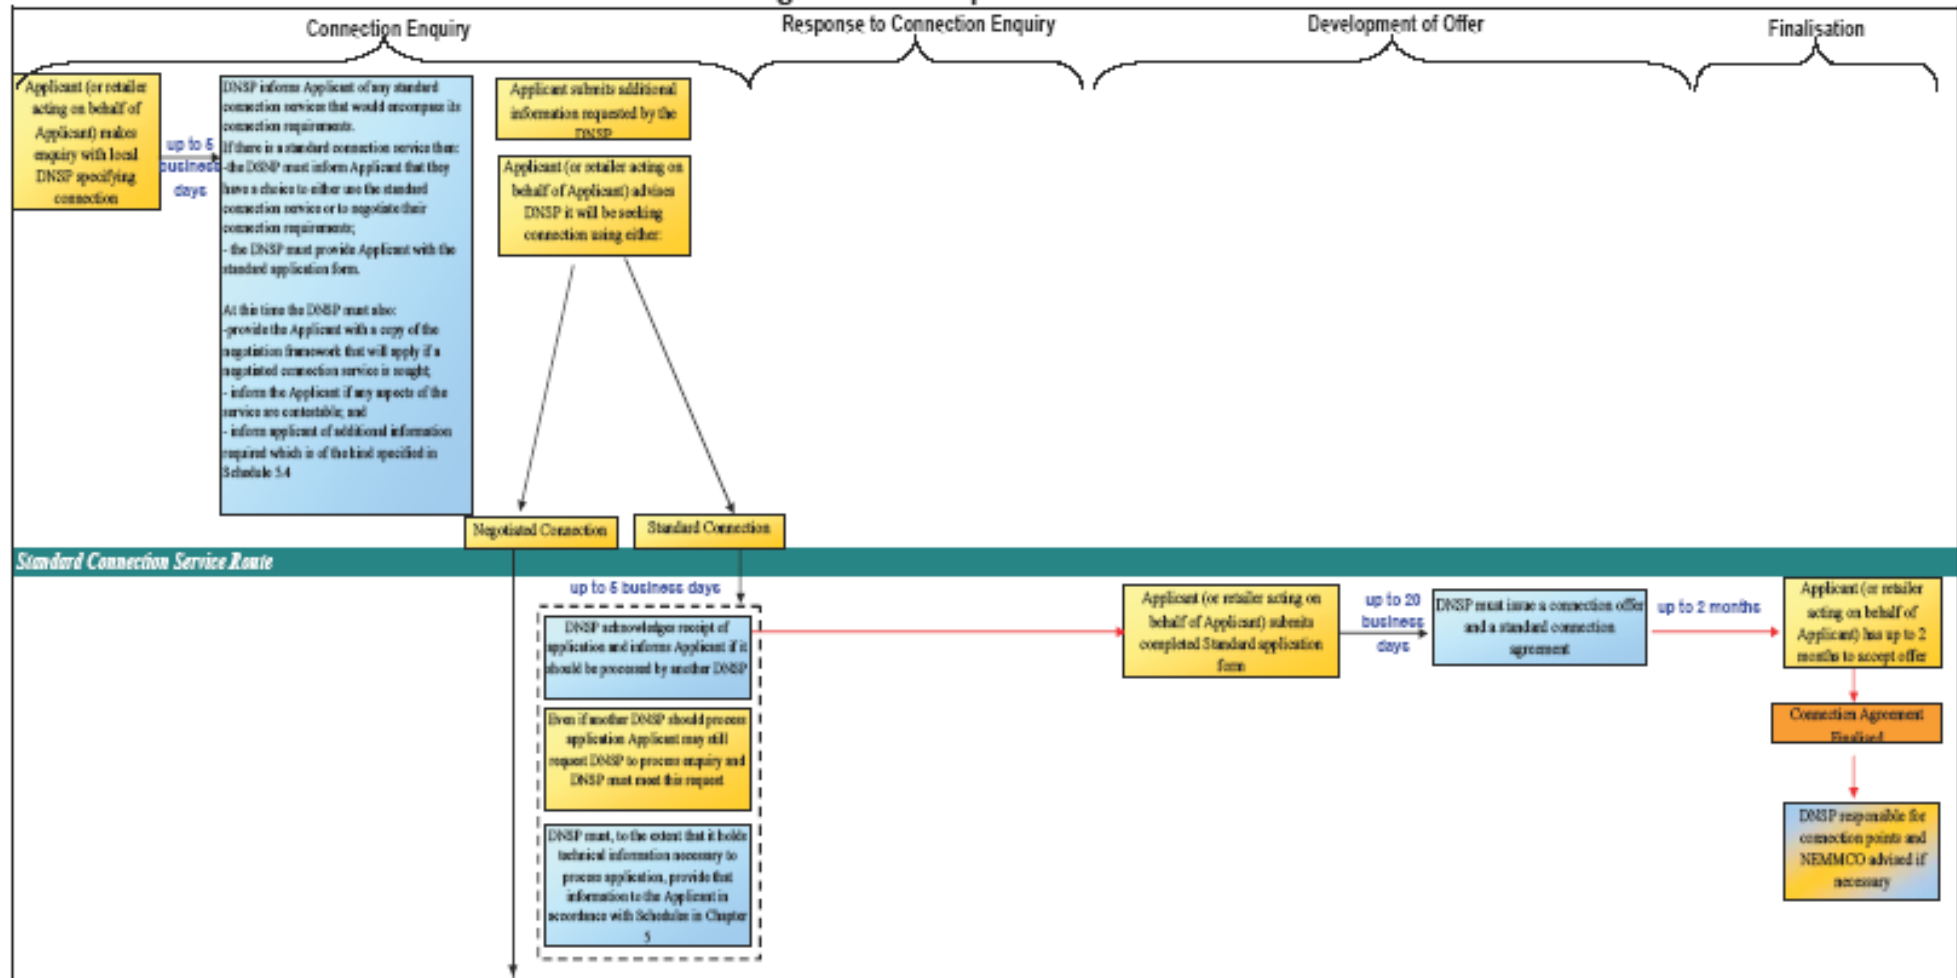 Connection Enquiry
Response to Connection Enquiry
Development of Offer
Finalisation
Applicant (or retailer
acting on behalf of
Applicant) makes
enquiry with local
DNSP specifying
connection
up to 5
business
days
DNSP informs Applicant of any standard
connection services that would encompass its
connection requirements.
If there is a standard connection service then:
-the DSNP must inform Applicant that they
have a choice to either use the standard
connection service or to negotiate their
connection requirements;
- the DNSP must provide Applicant with the
standard application form.
At this time the DNSP must also:
-provide the Applicant with a copy of the
negotiation framework that will apply if a
negotiated connection service is sought;
- inform the Applicant if any aspects of the
service are contestable; and
- inform applicant of additional information
required which is of the kind specified in
Schedule 5.4
Applicant submits additional
information requested by the
DNSP
Applicant (or retailer acting on
behalf of Applicant) advises
DNSP it will be seeking
connection using either:
Negotiated Connection
Standard Connection
Standard Connection Service Route
up to 5 business days
DNSP acknowledges receipt of
application and informs Applicant if it
should be processed by another DNSP
Even if another DNSP should process
application Applicant may still
request DNSP to process enquiry and
DNSP must meet this request
DNSP must, to the extent that it holds
technical information necessary to
process application, provide that
information to the Applicant in
accordance with Schedules in Chapter
5
Applicant (or retailer acting on
behalf of Applicant) submits
completed Standard application
form
up to 20
business
days
DNSP must issue a connection offer
and a standard connection
agreement
up to 2 months
Applicant (or retailer
acting on behalf of
Applicant) has up to 2
months to accept offer
Connection Agreement
Finalised
DNSP responsible for
connection points and
NEMMCO advised if
necessary